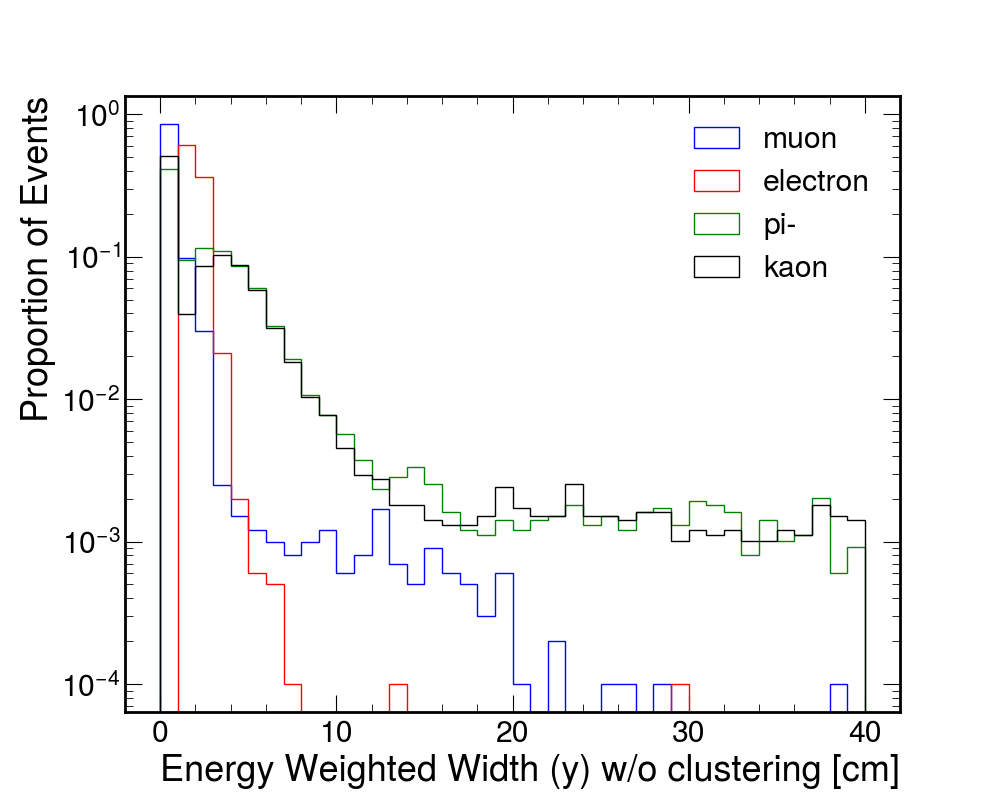 Proportion of Events
10⁰
10⁻¹
10⁻²
10⁻³
10⁻⁴
muon
electron
pi-
kaon
0 10 20 30 40
Energy Weighted Width (y) w/o clustering [cm]